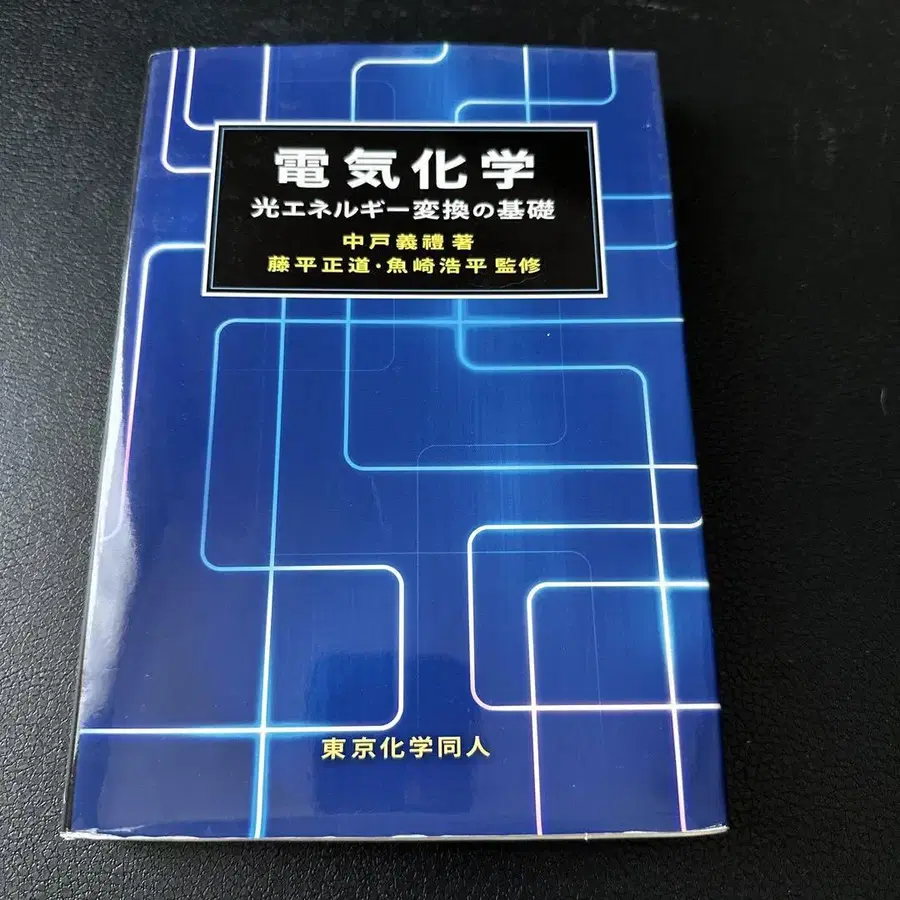 電気化学
光エネルギー変換の基礎
中戸義禮 著
藤平正道・魚崎浩平 監修
東京化学同人